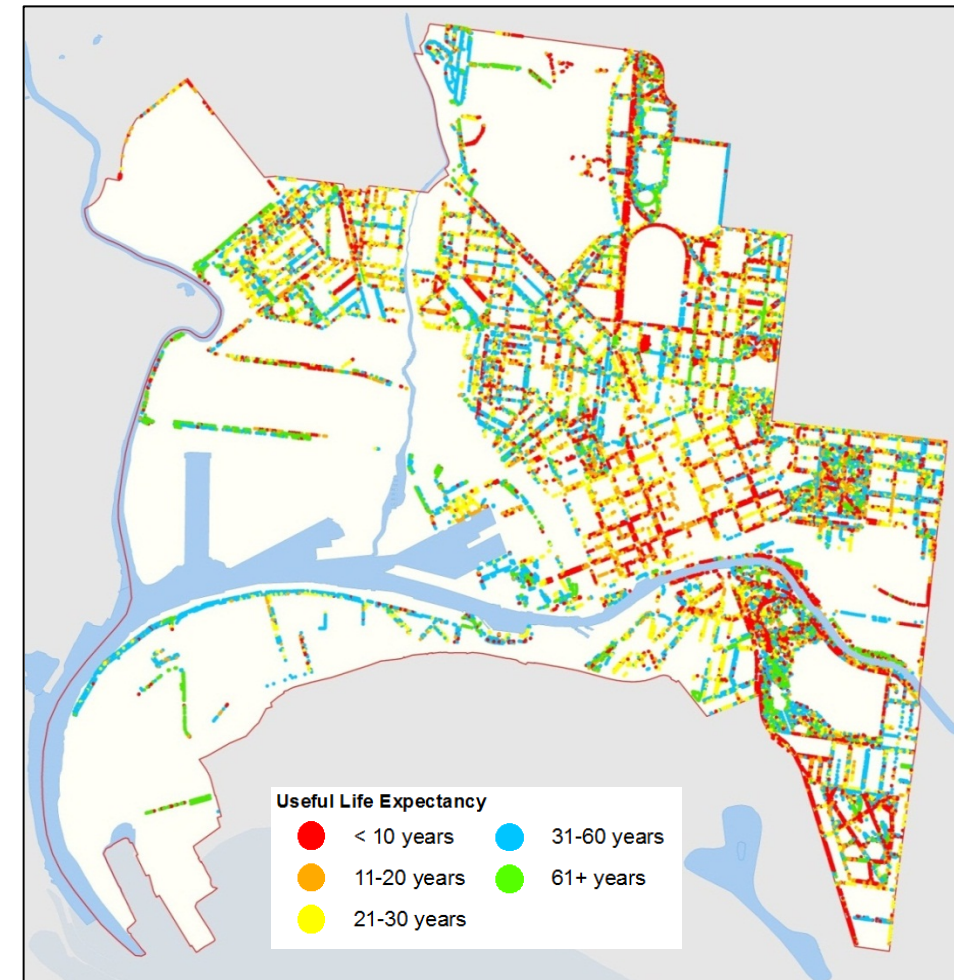 Useful Life Expectancy
< 10 years
31-60 years
11-20 years
61+ years
21-30 years